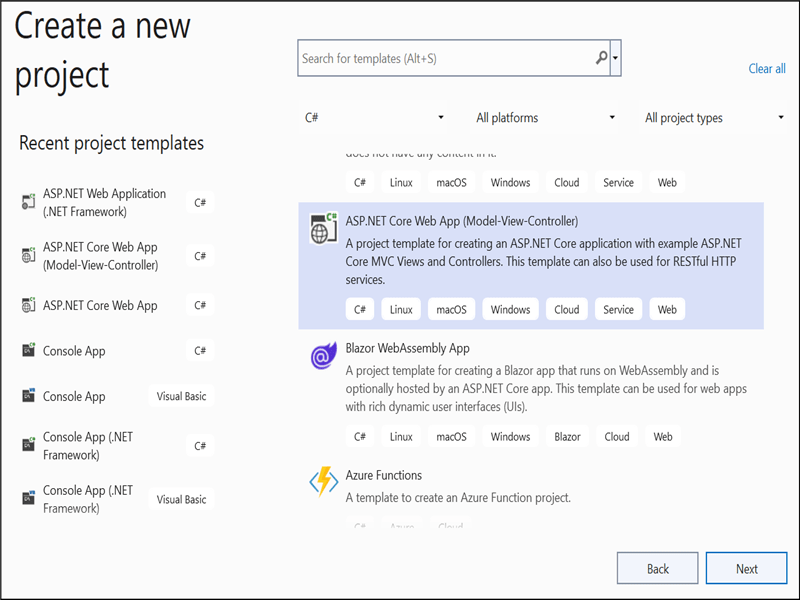 Create a new
project
Search for templates (Alt+S)
Clear all
C#
All platforms
All project types
Recent project templates
ASP.NET Web Application
(.NET Framework)
C#
ASP.NET Core Web App
(Model-View-Controller)
C#
ASP.NET Core Web App
C#
Console App
C#
Console App
Visual Basic
Console App (.NET
Framework)
C#
Console App (.NET
Framework)
Visual Basic
does not have any content in it.
C# Linux macOS Windows Cloud Service Web
ASP.NET Core Web App (Model-View-Controller)
A project template for creating an ASP.NET Core application with example ASP.NET
Core MVC Views and Controllers. This template can also be used for RESTful HTTP
services.
C# Linux macOS Windows Cloud Service Web
Blazor WebAssembly App
A project template for creating a Blazor app that runs on WebAssembly and is
optionally hosted by an ASP.NET Core app. This template can be used for web apps
with rich dynamic user interfaces (UIs).
C# Linux macOS Windows Blazor Cloud Web
Azure Functions
A template to create an Azure Function project.
C# Azure Cloud
Back
Next